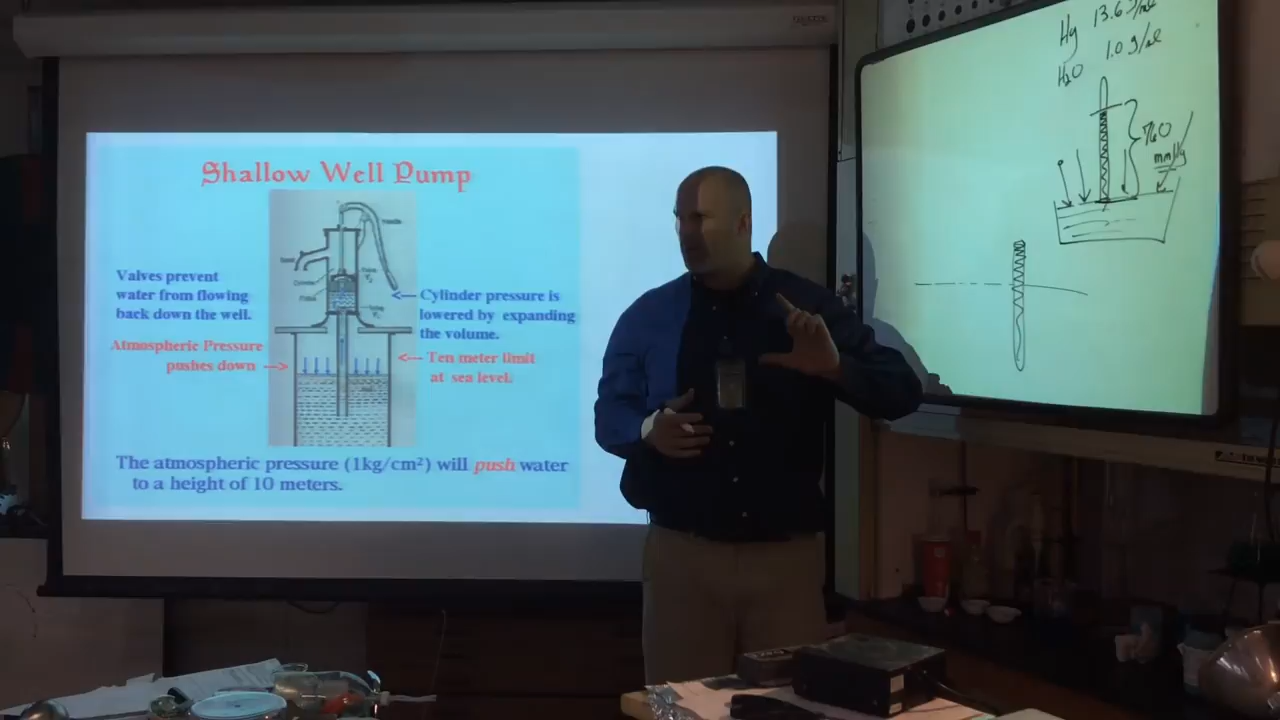 Shallow Well Pump
Valves prevent
water from flowing
back down the well.
Atmospheric Pressure
pushes down
Cylinder pressure is
lowered by expanding
the volume.
Ten meter limit
at sea level.
The atmospheric pressure (1kg/cm²) will push water
to a height of 10 meters.
Hg 13.6 g/ml
H2O 1.0 g/ml
760
mmHg